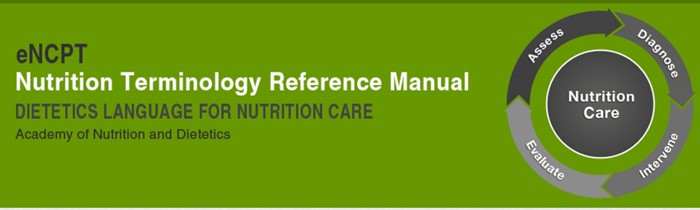 eNCPT
Nutrition Terminology Reference Manual
DIETETICS LANGUAGE FOR NUTRITION CARE
Academy of Nutrition and Dietetics
Assess
Diagnose
Nutrition
Care
Intervene
Evaluate